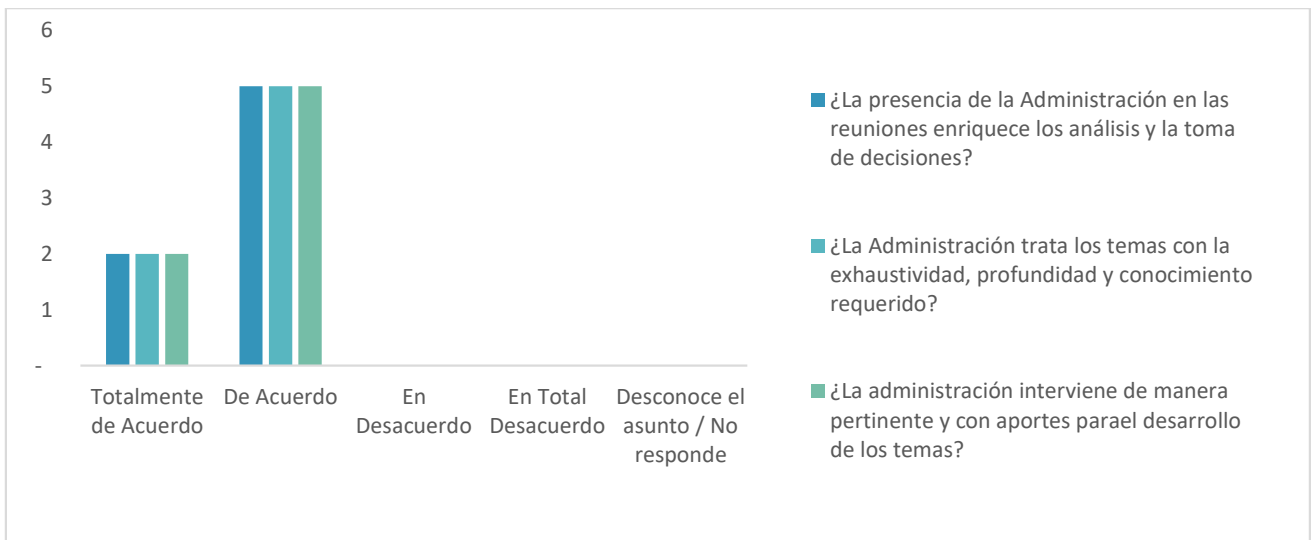 6
5
4
3
2
1
-
Totalmente
de Acuerdo
De Acuerdo
En
Desacuerdo
En Total
Desacuerdo
Desconoce el
asunto / No
responde
¿La presencia de la Administración en las
reuniones enriquece los análisis y la toma
de decisiones?
¿La Administración trata los temas con la
exhaustividad, profundidad y conocimiento
requerido?
¿La administración interviene de manera
pertinente y con aportes parael desarrollo
de los temas?